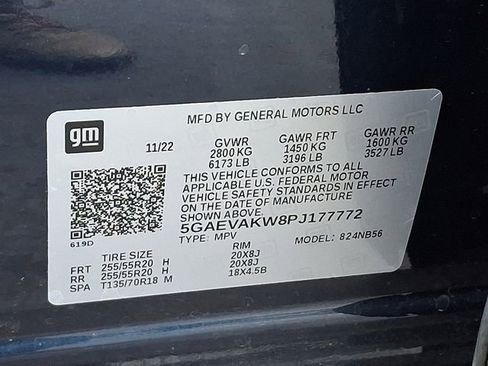 MFD BY GENERAL MOTORS LLC
gm
11/22
GVWR GAWR FRT GAWR RR
2800 KG 1450 KG 1600 KG
6173 LB 3196 LB 3527 LB
THIS VEHICLE CONFORMS TO ALL
APPLICABLE U.S. FEDERAL MOTOR
VEHICLE SAFETY STANDARDS IN EFFECT
ON THE DATE OF MANUFACTURE
SHOWN ABOVE.
5GAEVAKW8PJ177772
TYPE: MPV MODEL: 824NB56
619D
TIRE SIZE RIM
FRT 255/55R20 H 20X8J
RR 255/55R20 H 20X8J
SPA T135/70R18 M 18X4.5B